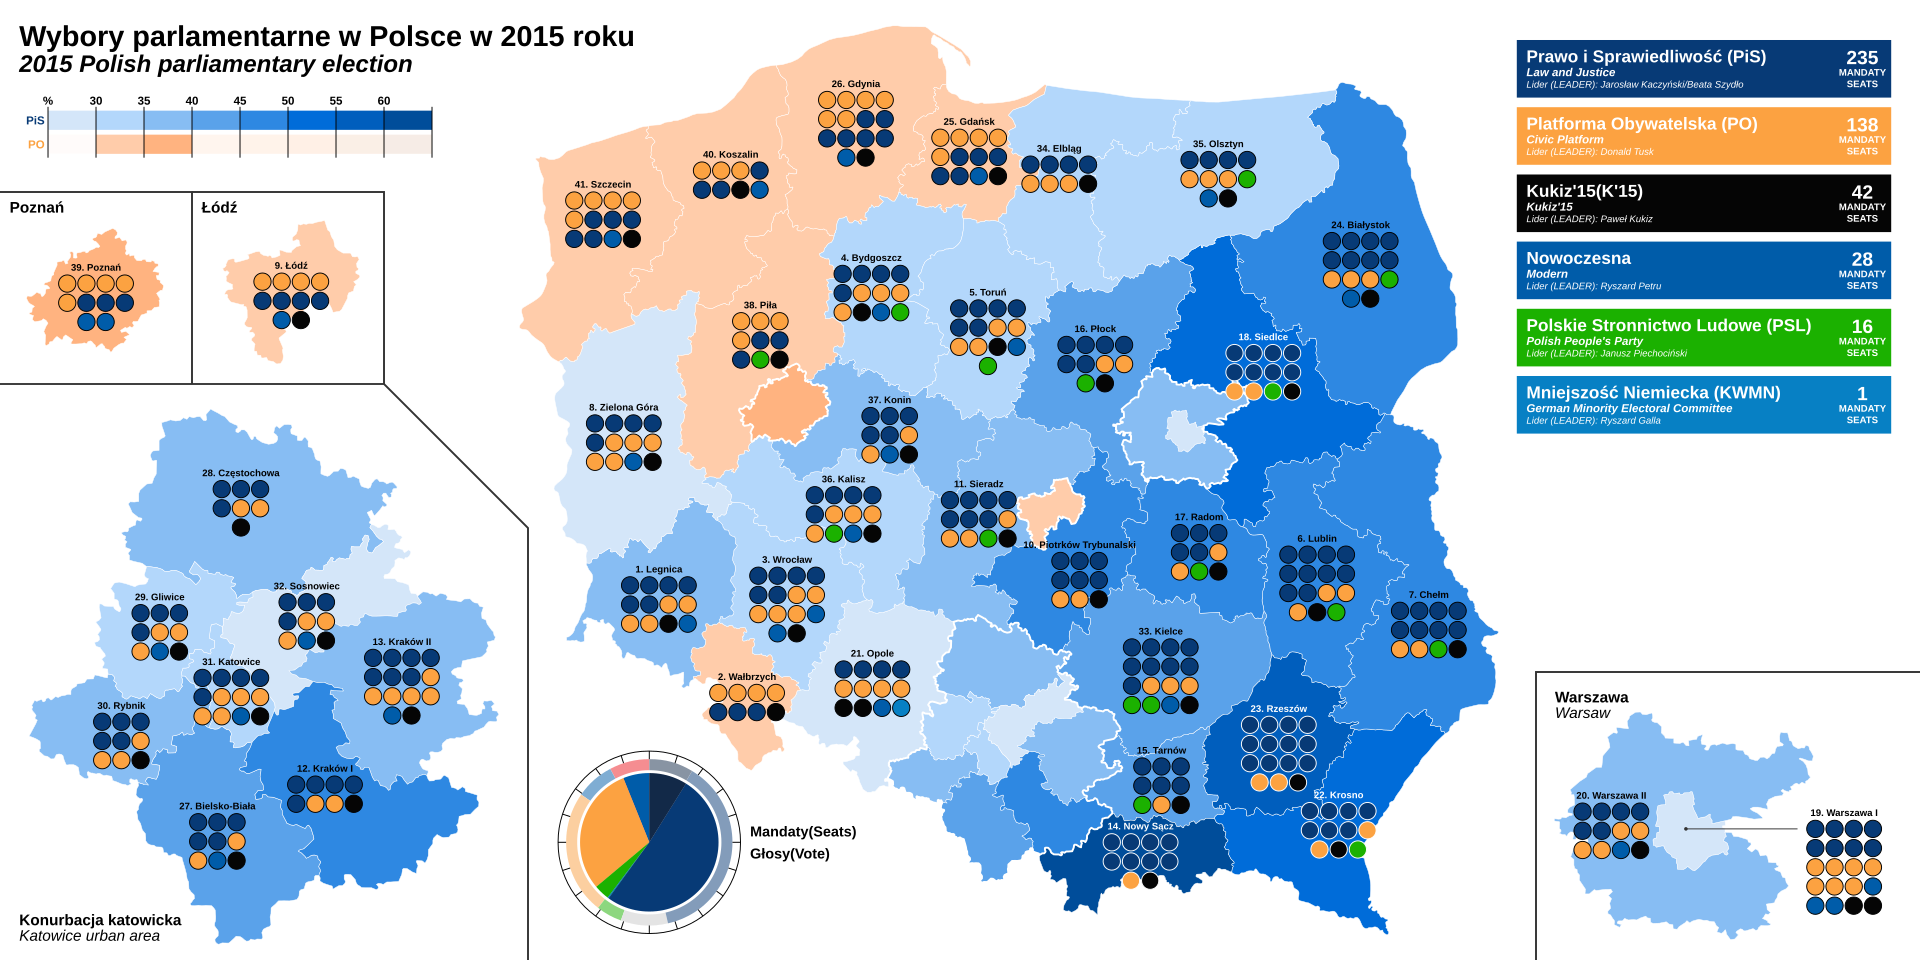 Wybory parlamentarne w Polsce w 2015 roku
2015 Polish parliamentary election
% 30 35 40 45 50 55 60
PiS
PO
Poznań
39. Poznań
Łódź
9. Łódź
28. Częstochowa
32. Sosnowiec
29. Gliwice
13. Kraków II
31. Katowice
30. Rybnik
12. Kraków I
27. Bielsko-Biała
Konurbacja katowicka
Katowice urban area
26. Gdynia
25. Gdańsk
40. Koszalin
34. Elbląg
35. Olsztyn
41. Szczecin
24. Białystok
4. Bydgoszcz
5. Toruń
38. Piła
16. Płock
18. Siedlce
8. Zielona Góra
37. Konin
36. Kalisz
11. Sieradz
17. Radom
10. Piotrków Trybunalski
6. Lublin
3. Wrocław
1. Legnica
7. Chełm
33. Kielce
21. Opole
2. Wałbrzych
23. Rzeszów
15. Tarnów
22. Krosno
14. Nowy Sącz
Mandaty(Seats)
Głosy(Vote)
Prawo i Sprawiedliwość (PiS)
Law and Justice
Lider (LEADER): Jarosław Kaczyński/Beata Szydło
235
MANDATY
SEATS
Platforma Obywatelska (PO)
Civic Platform
Lider (LEADER): Donald Tusk
138
MANDATY
SEATS
Kukiz'15(K'15)
Kukiz'15
Lider (LEADER): Paweł Kukiz
42
MANDATY
SEATS
Nowoczesna
Modern
Lider (LEADER): Ryszard Petru
28
MANDATY
SEATS
Polskie Stronnictwo Ludowe (PSL)
Polish People's Party
Lider (LEADER): Janusz Piechociński
16
MANDATY
SEATS
Mniejszość Niemiecka (KWMN)
German Minority Electoral Committee
Lider (LEADER): Ryszard Galla
1
MANDATY
SEATS
Warszawa
Warsaw
20. Warszawa II
19. Warszawa I